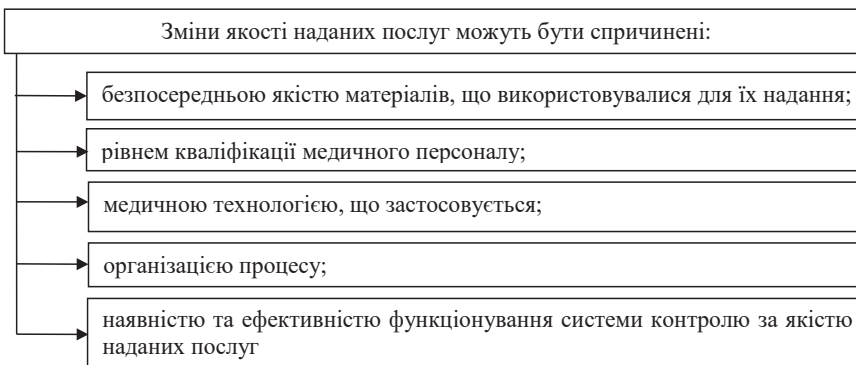 Зміни якості наданих послуг можуть бути спричинені:
безпосередньою якістю матеріалів, що використовувалися для їх надання;
рівнем кваліфікації медичного персоналу;
медичною технологією, що застосовується;
організацією процесу;
наявністю та ефективністю функціонування системи контролю за якістю
наданих послуг